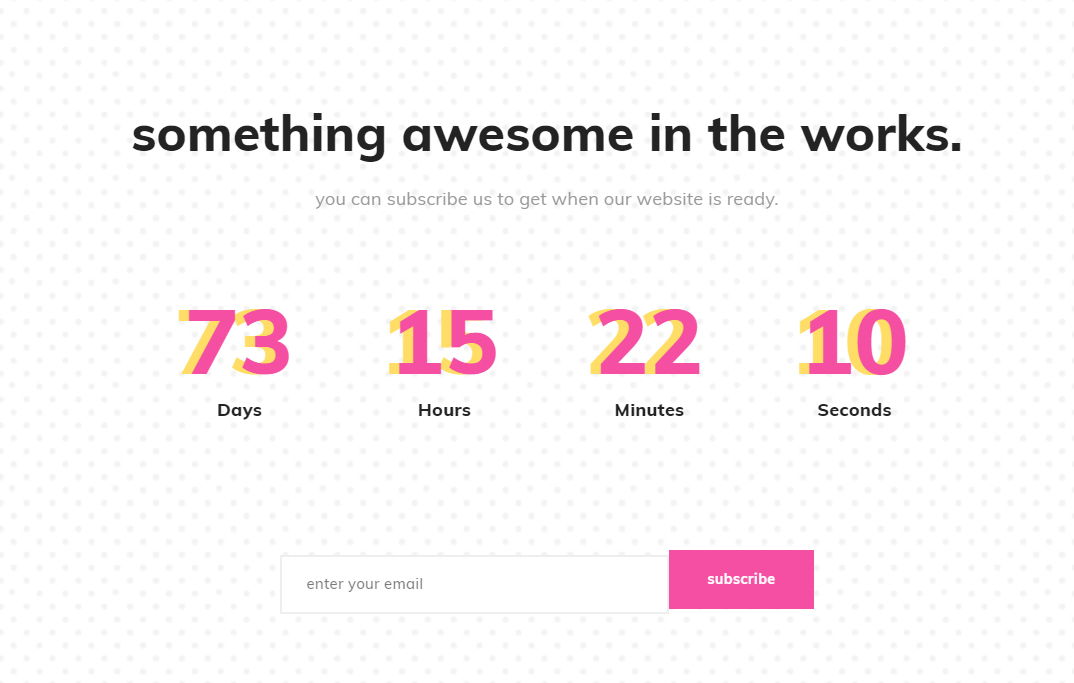 something awesome in the works.
you can subscribe us to get when our website is ready.
73 15 22 10
Days Hours Minutes Seconds
enter your email subscribe